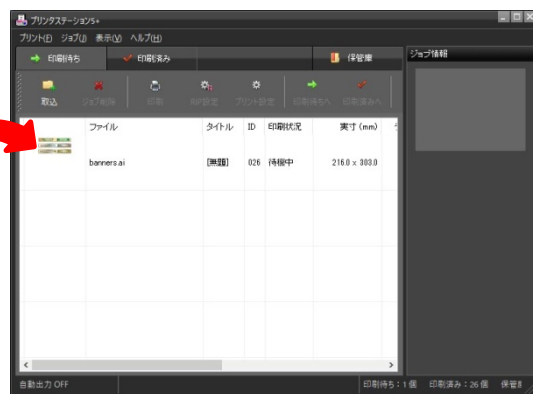 プリンタステーション5+
プリント(P) ジョブ(J) 表示(V) ヘルプ(H)
印刷待ち 印刷済み 保管庫 ジョブ情報
取込 ジョブ削除 印刷 RIP設定 プリント設定 印刷待ちへ 印刷済みへ
ファイル タイトル ID 印刷状況 実寸 (mm)
banners.ai [無題] 026 待機中 216.0 x 303.0
自動出力 OFF 印刷待ち:1個 印刷済み:26個